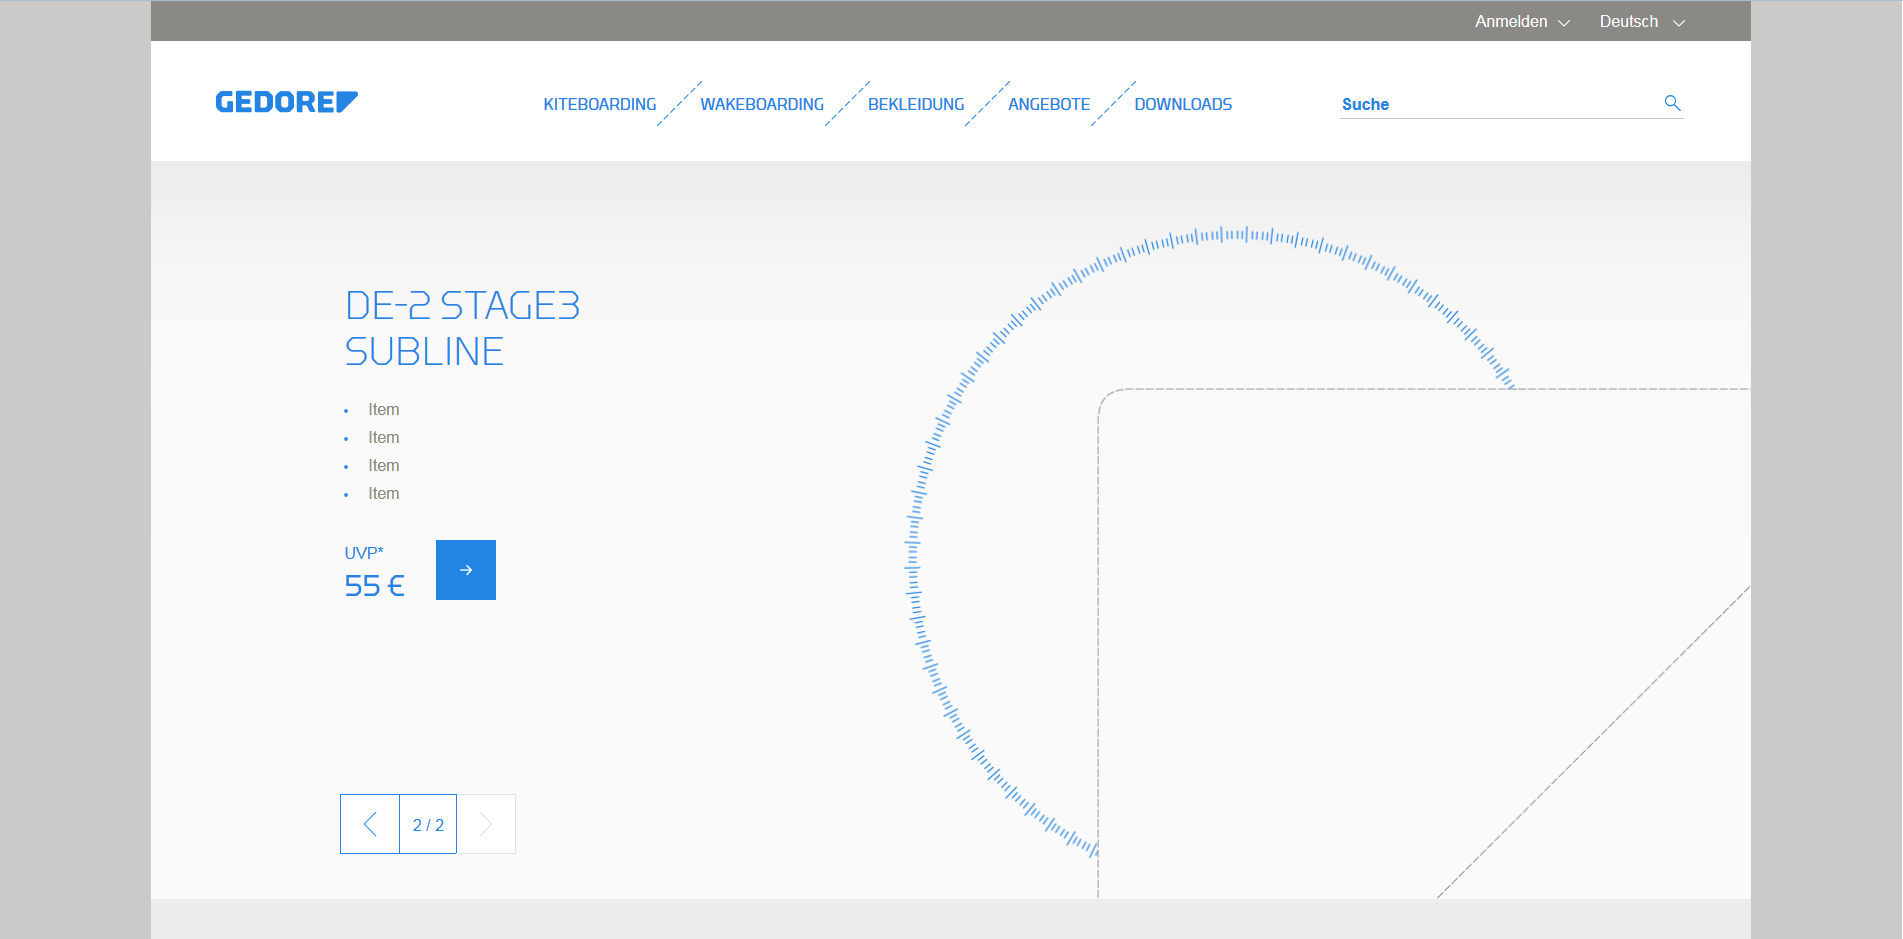 Anmelden Deutsch
GEDORE KITEBOARDING WAKEBOARDING BEKLEIDUNG ANGEBOTE DOWNLOADS Suche
DE-2 STAGE3
SUBLINE
• Item
• Item
• Item
• Item
UVP*
55 €
2 / 2